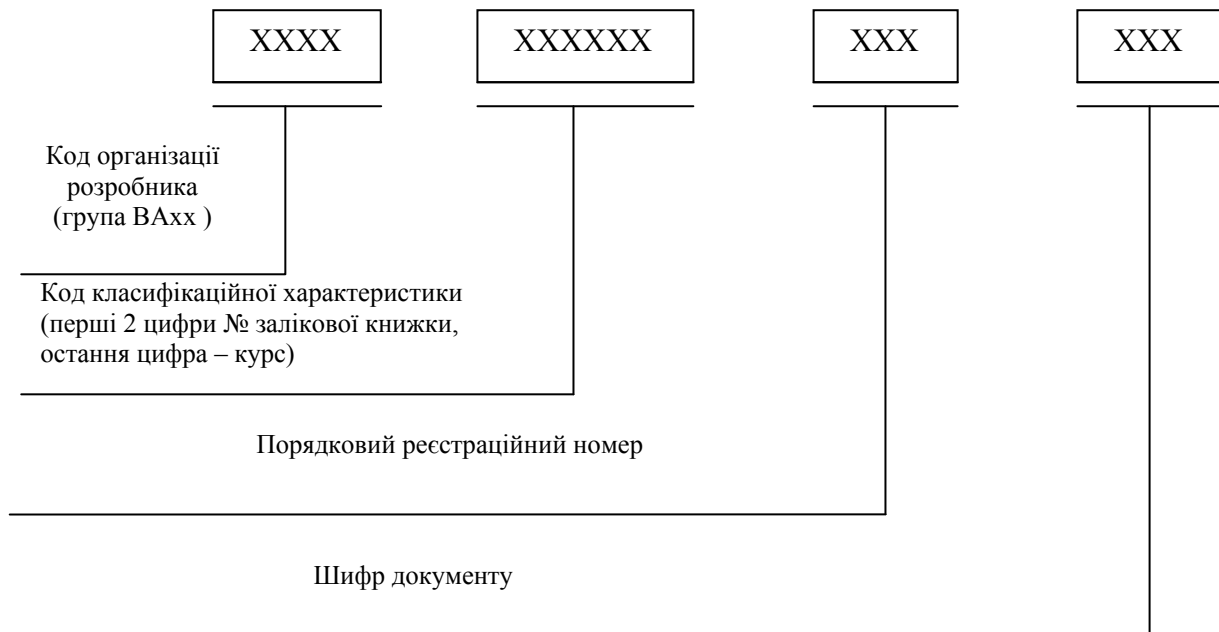 XXXX XXXXXX XXX XXX
Код організації
розробника
(група ВАхх )
Код класифікаційної характеристики
(перші 2 цифри № залікової книжки,
остання цифра – курс)
Порядковий реєстраційний номер
Шифр документу